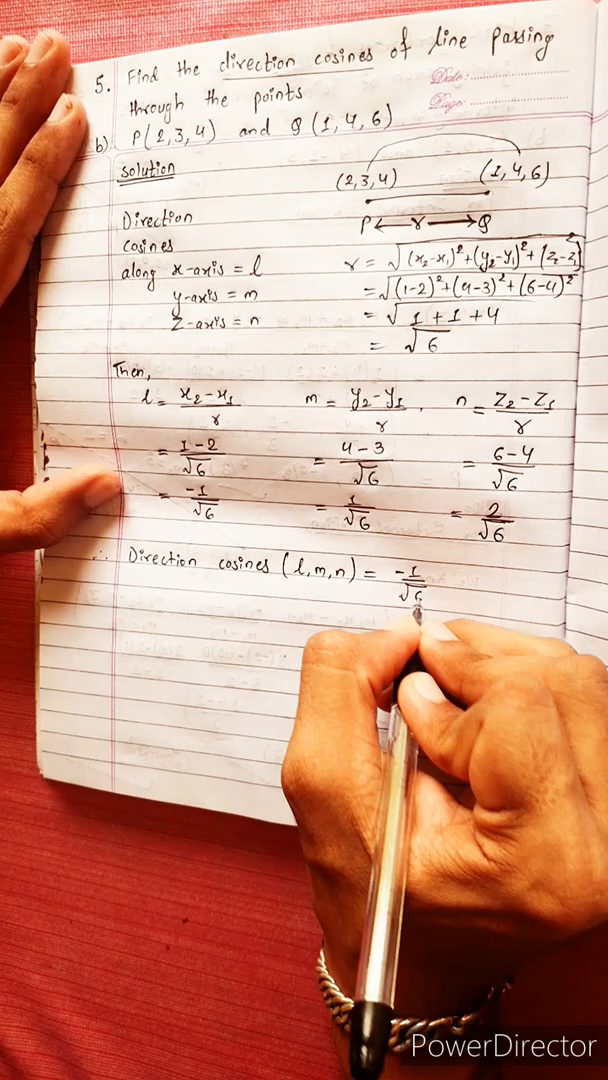 5. Find the direction cosines of line passing
through the points
Date:
Page:
b) P(2,3,4) and Q(1,4,6)
solution
(2,3,4) (1,4,6)
P ← r → Q
Direction
cosines
along x-axis = l
y-axis = m
Z-axis = n
r = √(x₂-x₁)²+(y₂-y₁)²+(Z₂-Z₁
= √(1-2)²+(4-3)²+(6-4)²
= √1+1+4
= √6
Then,
l = x₂-x₁/r m = y₂-y₁/r . n = Z₂-Z₁/r
= 1-2/√6 = 4-3/√6 = 6-4/√6
= -1/√6 = 1/√6 = 2/√6
∴ Direction cosines (l,m,n) = -1/√6
PowerDirector